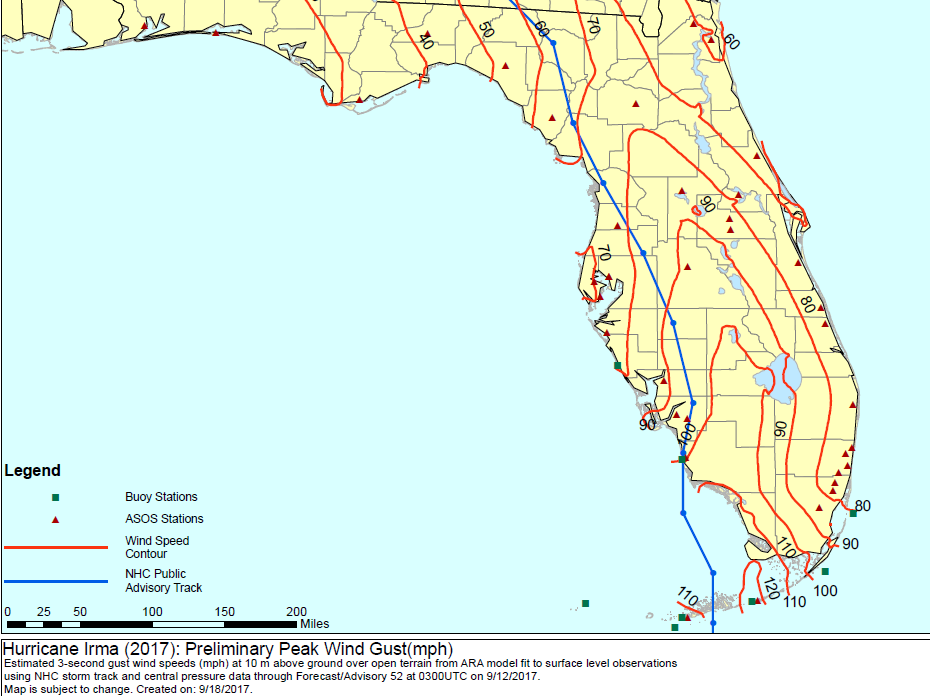 40
50
60
70
60
90
70
80
90
100
90
80
90
110
100
120
110
110
Legend
Buoy Stations
ASOS Stations
Wind Speed
Contour
NHC Public
Advisory Track
0 25 50 100 150 200
Miles
Hurricane Irma (2017): Preliminary Peak Wind Gust(mph)
Estimated 3-second gust wind speeds (mph) at 10 m above ground over open terrain from ARA model fit to surface level observations
using NHC storm track and central pressure data through Forecast/Advisory 52 at 0300UTC on 9/12/2017.
Map is subject to change. Created on: 9/18/2017.